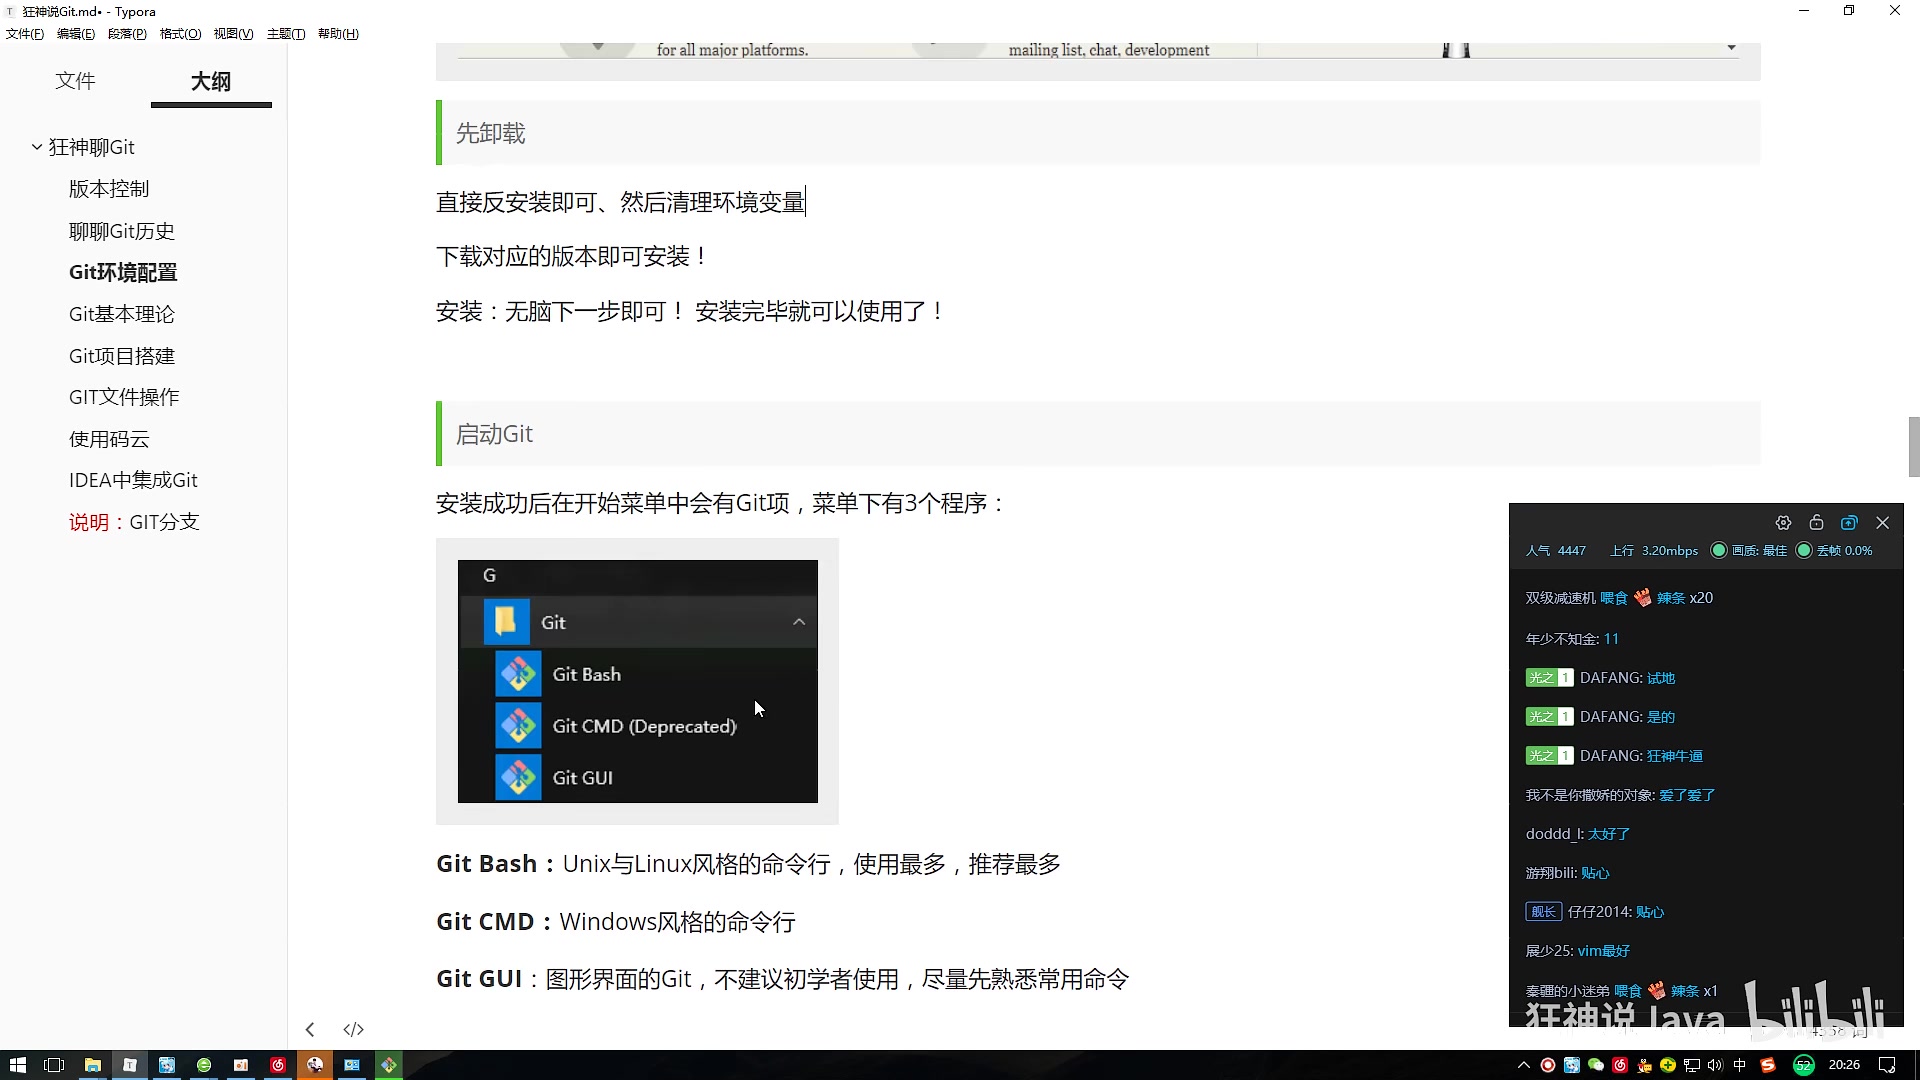 狂神说Git.md• - Typora
文件(F) 编辑(E) 段落(P) 格式(O) 视图(V) 主题(T) 帮助(H)
文件 大纲
狂神聊Git
版本控制
聊聊Git历史
Git环境配置
Git基本理论
Git项目搭建
GIT文件操作
使用码云
IDEA中集成Git
说明：GIT分支
for all major platforms.
mailing list, chat, development
先卸载
直接反安装即可、然后清理环境变量
下载对应的版本即可安装！
安装：无脑下一步即可！ 安装完毕就可以使用了！
启动Git
安装成功后在开始菜单中会有Git项，菜单下有3个程序：
G
Git
Git Bash
Git CMD (Deprecated)
Git GUI
Git Bash：Unix与Linux风格的命令行，使用最多，推荐最多
Git CMD：Windows风格的命令行
Git GUI：图形界面的Git，不建议初学者使用，尽量先熟悉常用命令
</>
人气 4447 上行 3.20mbps 画质: 最佳 丢帧 0.0%
双级减速机 喂食 辣条 x20
年少不知金: 11
光之 1 DAFANG: 试地
光之 1 DAFANG: 是的
光之 1 DAFANG: 狂神牛逼
我不是你撒娇的对象: 爱了爱了
doddd_l: 太好了
游翔bili: 贴心
舰长 仔仔2014: 贴心
展少25: vim最好
秦疆的小迷弟 喂食 辣条 x1
狂神说 Java bilibili
中 52 20:26